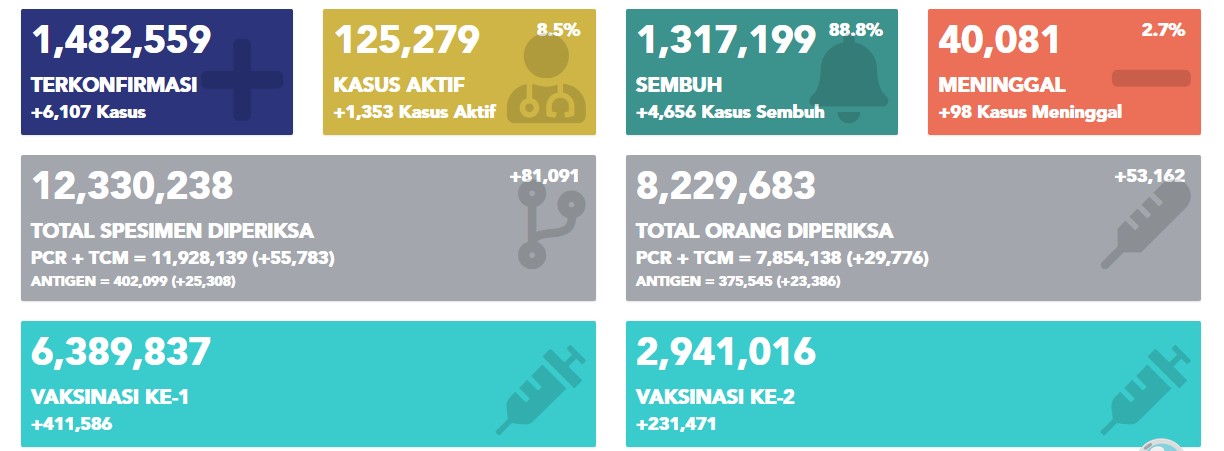 1,482,559
TERKONFIRMASI
+6,107 Kasus
125,279 8.5%
KASUS AKTIF
+1,353 Kasus Aktif
1,317,199 88.8%
SEMBUH
+4,656 Kasus Sembuh
40,081 2.7%
MENINGGAL
+98 Kasus Meninggal
12,330,238 +81,091
TOTAL SPESIMEN DIPERIKSA
PCR + TCM = 11,928,139 (+55,783)
ANTIGEN = 402,099 (+25,308)
8,229,683 +53,162
TOTAL ORANG DIPERIKSA
PCR + TCM = 7,854,138 (+29,776)
ANTIGEN = 375,545 (+23,386)
6,389,837
VAKSINASI KE-1
+411,586
2,941,016
VAKSINASI KE-2
+231,471